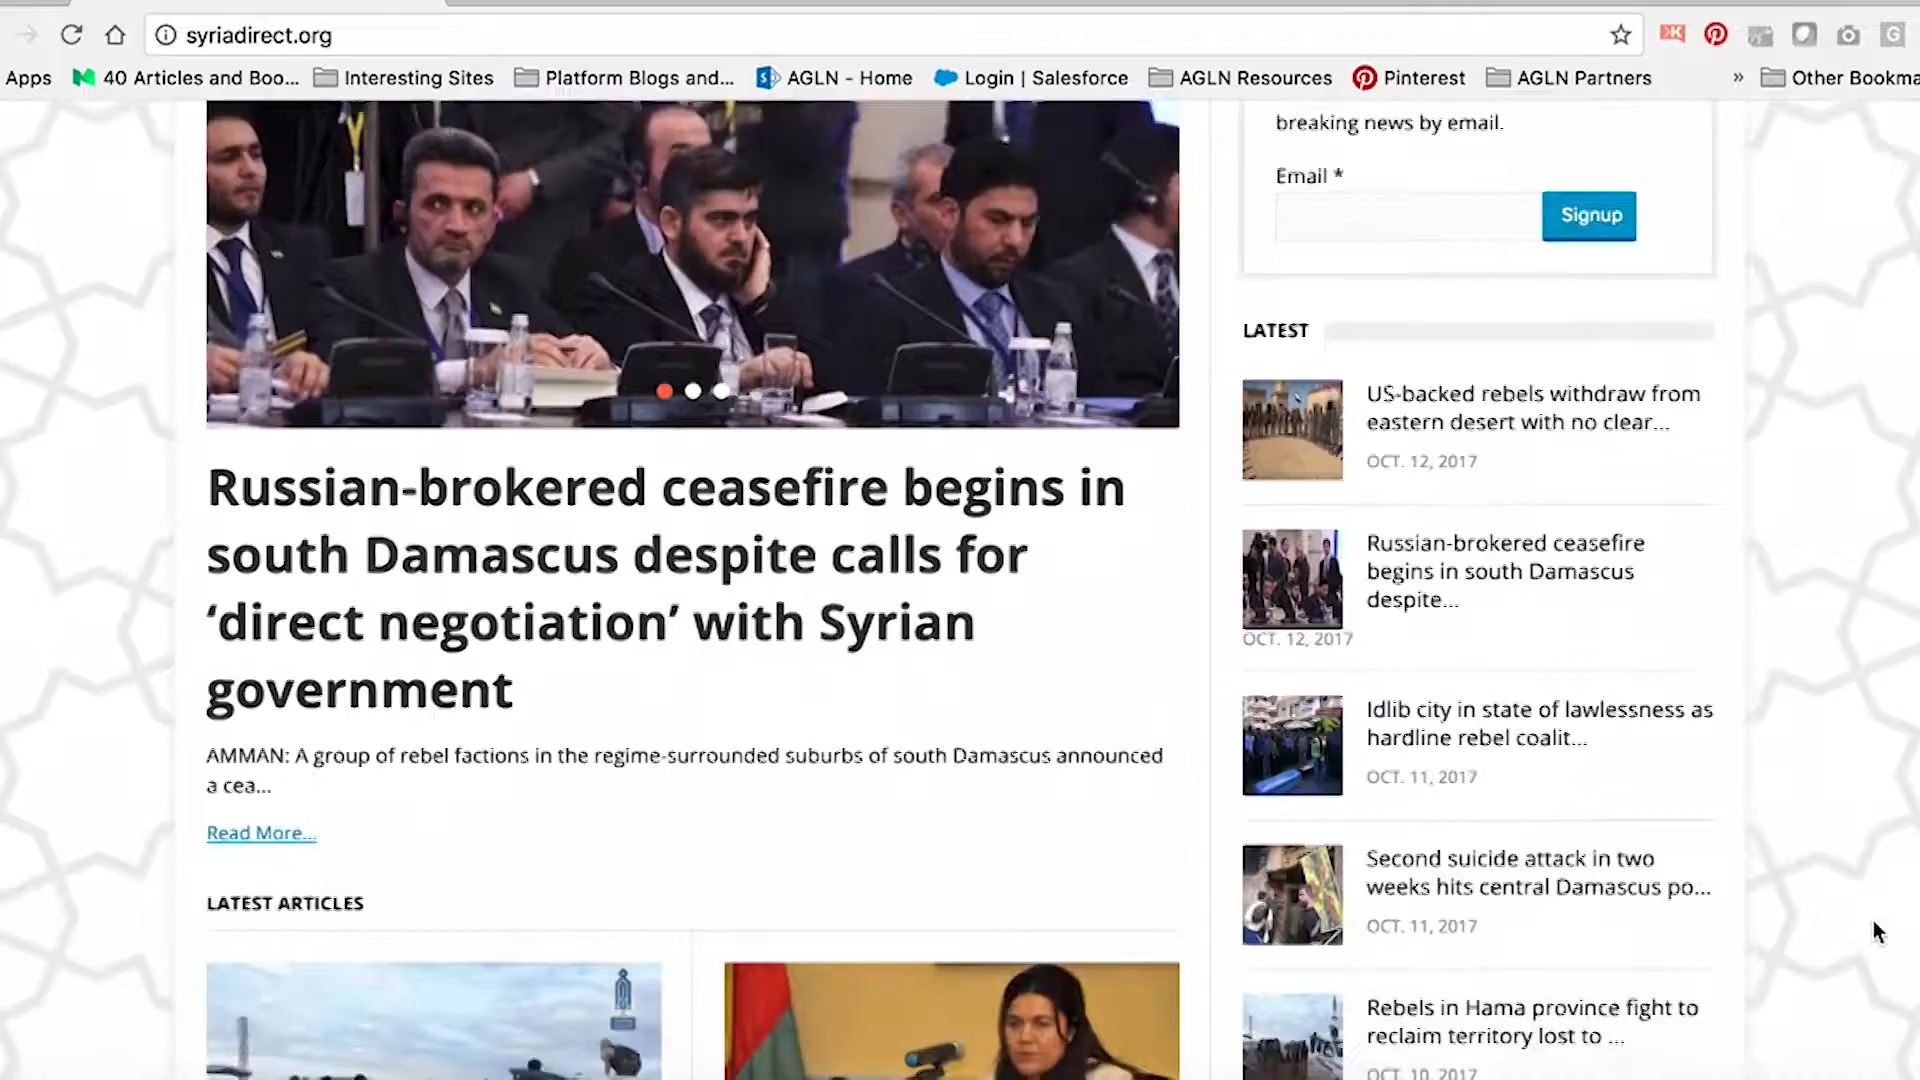 syriadirect.org
Apps
40 Articles and Boo...
Interesting Sites
Platform Blogs and...
AGLN - Home
Login | Salesforce
AGLN Resources
Pinterest
AGLN Partners
»
Other Bookma
Russian-brokered ceasefire begins in
south Damascus despite calls for
‘direct negotiation’ with Syrian
government
AMMAN: A group of rebel factions in the regime-surrounded suburbs of south Damascus announced
a cea...
Read More...
LATEST ARTICLES
breaking news by email.
Email *
Signup
LATEST
US-backed rebels withdraw from
eastern desert with no clear...
OCT. 12, 2017
Russian-brokered ceasefire
begins in south Damascus
despite...
OCT. 12, 2017
Idlib city in state of lawlessness as
hardline rebel coalit...
OCT. 11, 2017
Second suicide attack in two
weeks hits central Damascus po...
OCT. 11, 2017
Rebels in Hama province fight to
reclaim territory lost to ...
OCT. 10, 2017